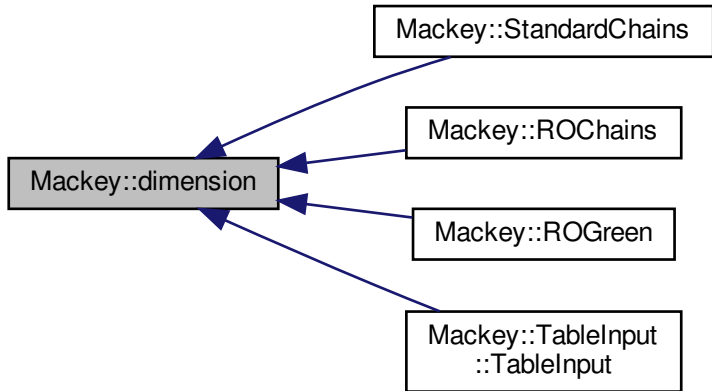 Mackey::StandardChains
Mackey::ROChains
Mackey::dimension
Mackey::ROGreen
Mackey::TableInput
::TableInput